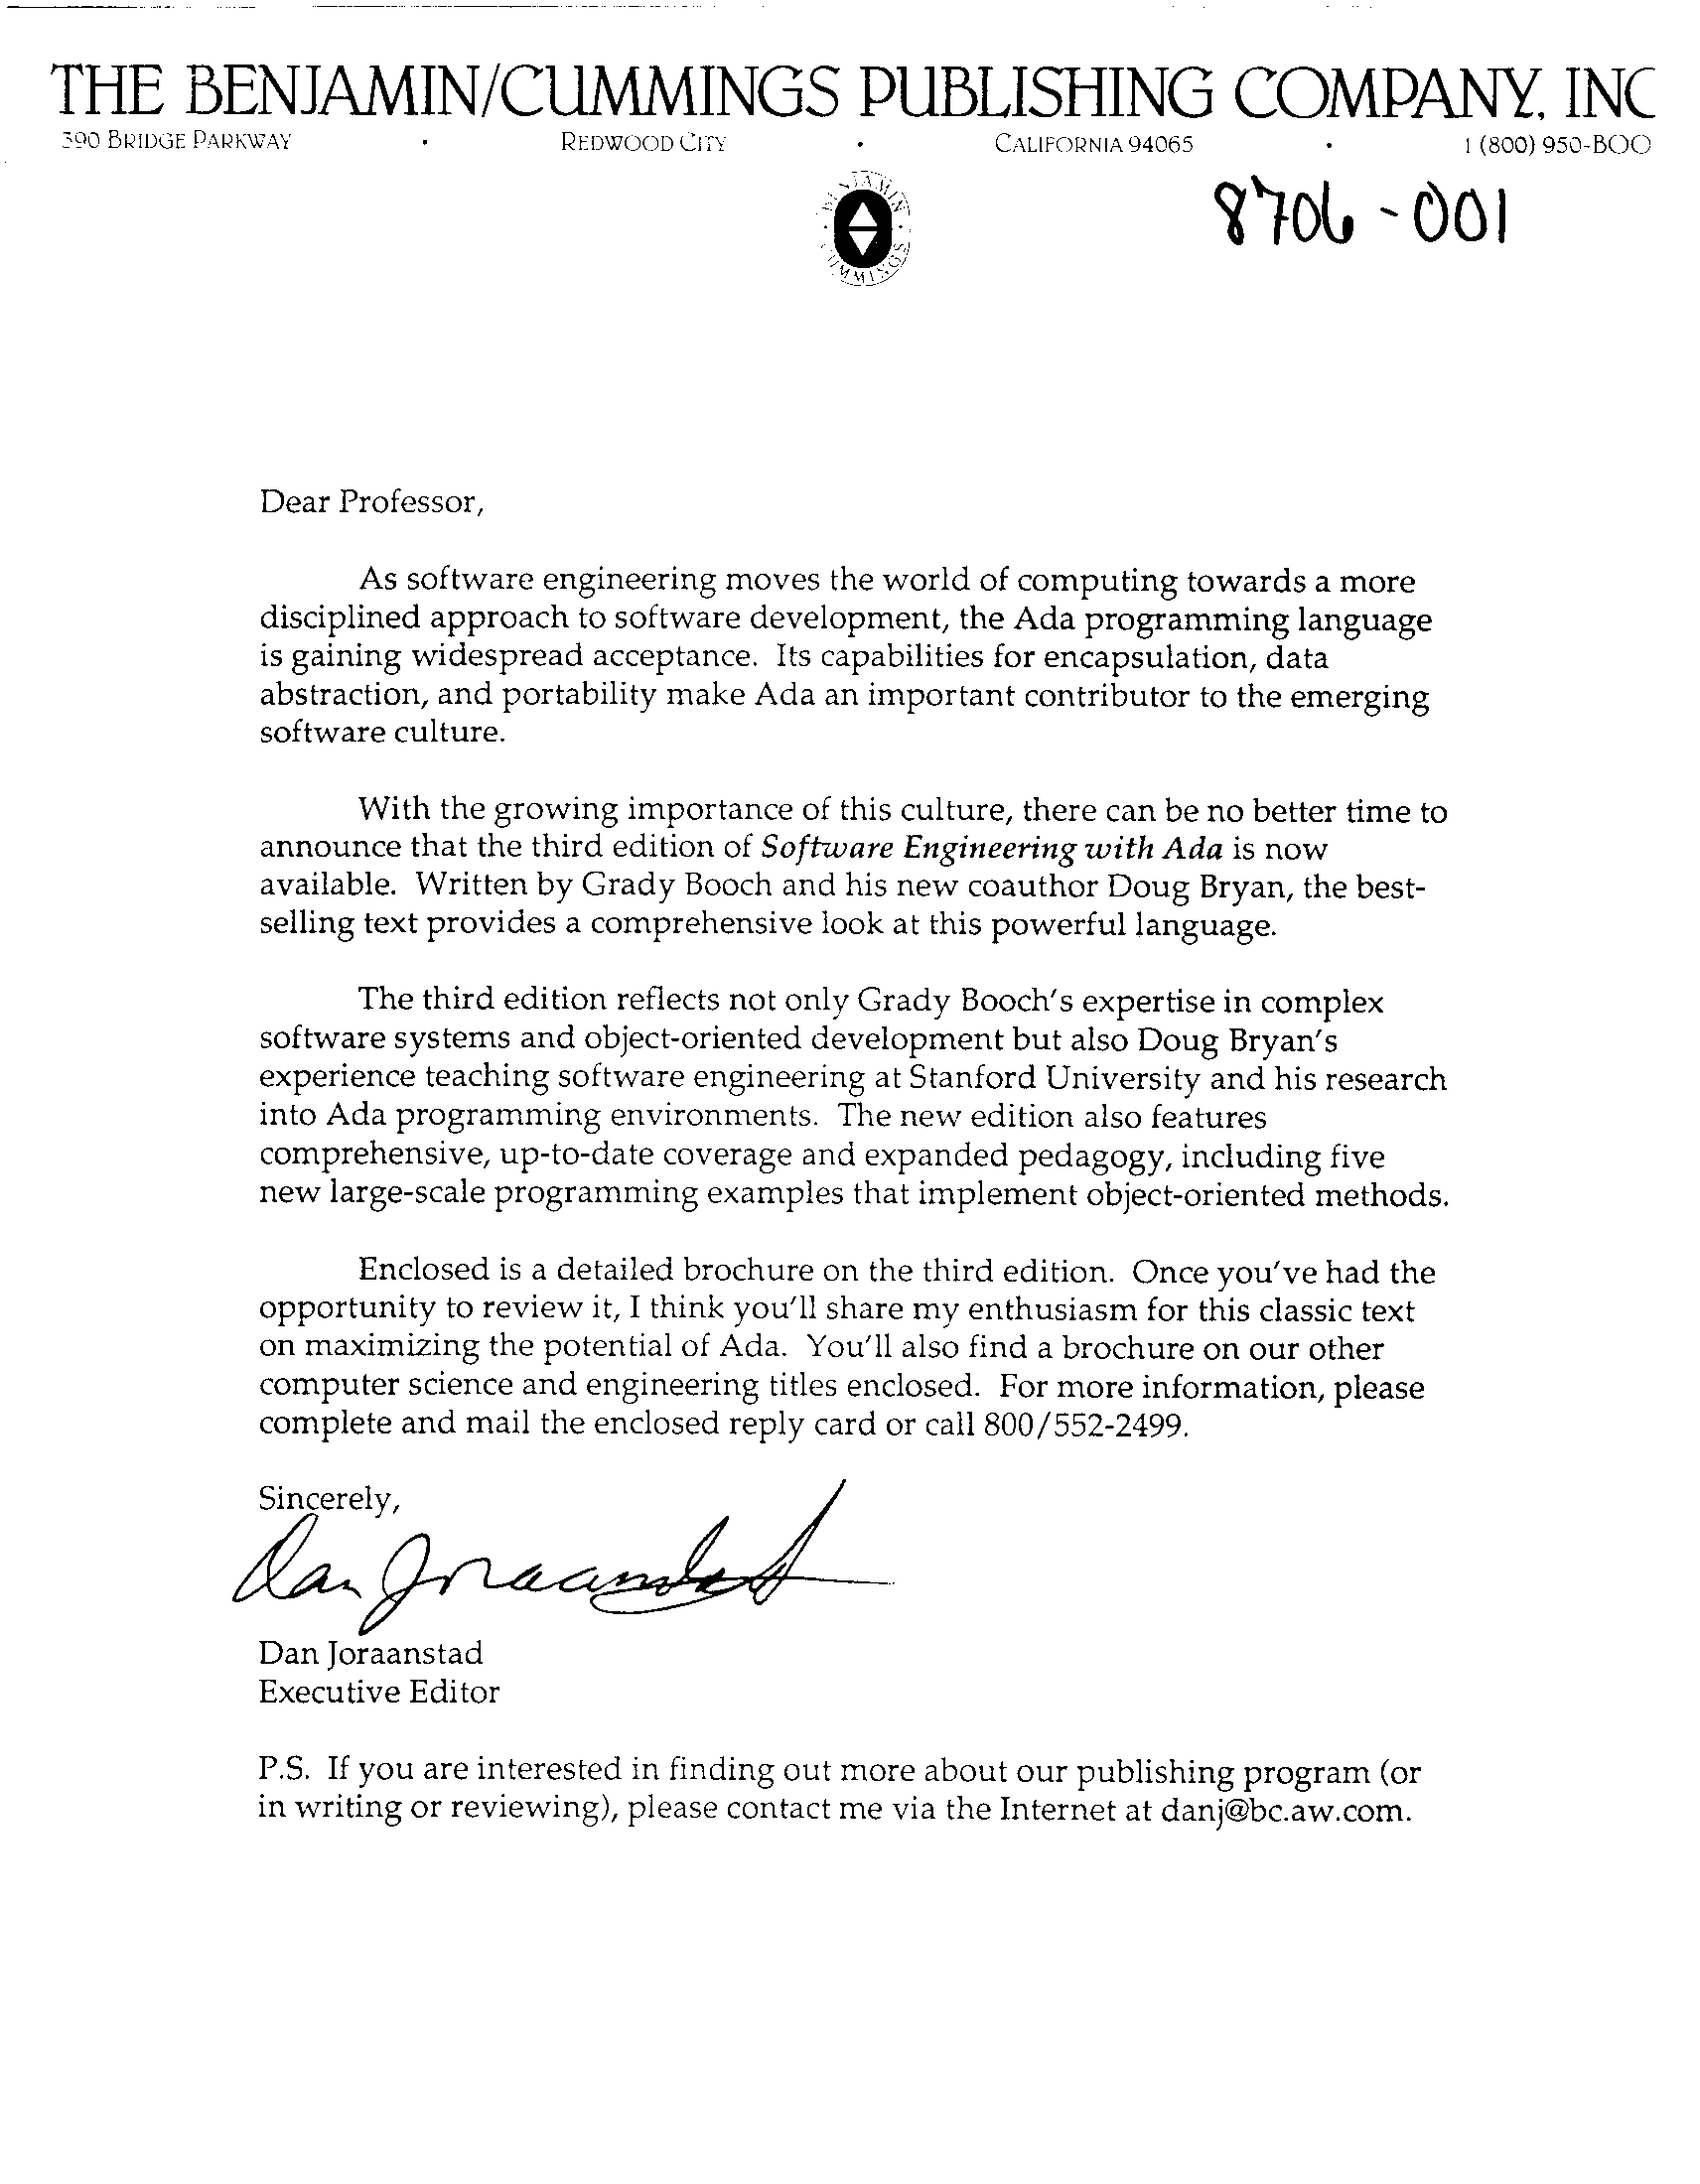 THE BENJAMIN/CUMMINGS PUBLISHING COMPANY, INC
390 BRIDGE PARKWAY · REDWOOD CITY · CALIFORNIA 94065 · 1 (800) 950-BOO
BENJAMIN CUMMINGS
8706-001
Dear Professor,
As software engineering moves the world of computing towards a more
disciplined approach to software development, the Ada programming language
is gaining widespread acceptance. Its capabilities for encapsulation, data
abstraction, and portability make Ada an important contributor to the emerging
software culture.
With the growing importance of this culture, there can be no better time to
announce that the third edition of Software Engineering with Ada is now
available. Written by Grady Booch and his new coauthor Doug Bryan, the best-
selling text provides a comprehensive look at this powerful language.
The third edition reflects not only Grady Booch's expertise in complex
software systems and object-oriented development but also Doug Bryan's
experience teaching software engineering at Stanford University and his research
into Ada programming environments. The new edition also features
comprehensive, up-to-date coverage and expanded pedagogy, including five
new large-scale programming examples that implement object-oriented methods.
Enclosed is a detailed brochure on the third edition. Once you've had the
opportunity to review it, I think you'll share my enthusiasm for this classic text
on maximizing the potential of Ada. You'll also find a brochure on our other
computer science and engineering titles enclosed. For more information, please
complete and mail the enclosed reply card or call 800/552-2499.
Sincerely,
Dan Joraanstad
Dan Joraanstad
Executive Editor
P.S. If you are interested in finding out more about our publishing program (or
in writing or reviewing), please contact me via the Internet at danj@bc.aw.com.